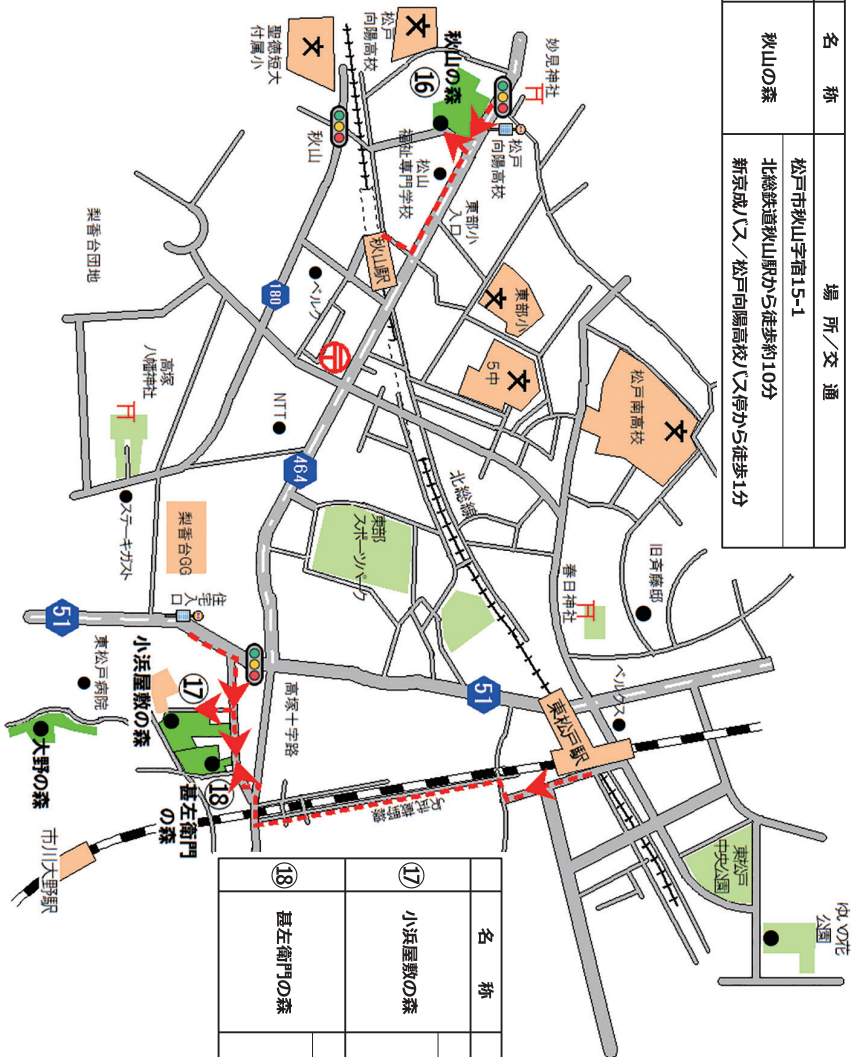 名 称
場 所／交 通
秋山の森
松戸市秋山字宿15-1
北総鉄道秋山駅から徒歩約10分
新京成バス／松戸向陽高校バス停から徒歩1分
妙見神社
松戸
向陽高校
秋山の森
⑯
松戸
向陽高校
聖徳短大
付属小
秋山
松山
福祉専門学校
東部小
入口
秋山駅
東部小
5中
松戸南高校
梨香台団地
180
ベルク
〒
NTT
464
高塚
八幡神社
ステーキガスト
梨香台GG
北総線
東部
スポーツパーク
旧斉藤邸
春日神社
ベルクス
51
東松戸駅
51
住宅
入口
東松戸病院
高塚十字路
小浜屋敷の森
⑰
⑱
甚左衛門
の森
大野の森
市川大野駅
JR武蔵野線
東松戸
中央公園
ゆいの花
公園
名 称
⑰
小浜屋敷の森
⑱
甚左衛門の森